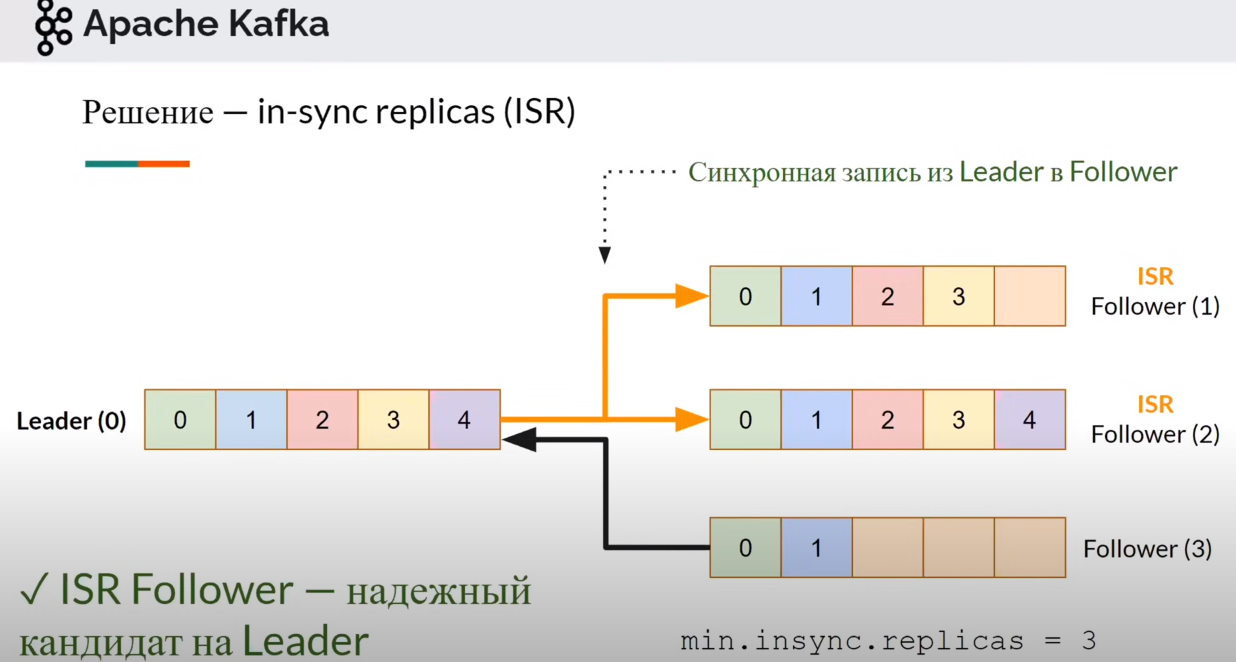 Apache Kafka
Решение — in-sync replicas (ISR)
Синхронная запись из Leader в Follower
0 1 2 3
ISR
Follower (1)
Leader (0)
0 1 2 3 4
0 1 2 3 4
ISR
Follower (2)
0 1
Follower (3)
✓ ISR Follower — надежный
кандидат на Leader
min.insync.replicas = 3